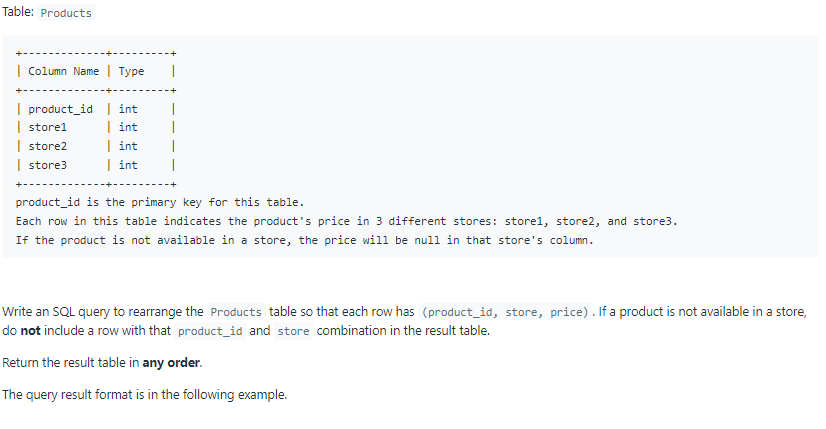 Table: Products
+-------------+---------+
| Column Name | Type    |
+-------------+---------+
| product_id  | int     |
| store1      | int     |
| store2      | int     |
| store3      | int     |
+-------------+---------+
product_id is the primary key for this table.
Each row in this table indicates the product's price in 3 different stores: store1, store2, and store3.
If the product is not available in a store, the price will be null in that store's column.
Write an SQL query to rearrange the Products table so that each row has (product_id, store, price). If a product is not available in a store,
do not include a row with that product_id and store combination in the result table.
Return the result table in any order.
The query result format is in the following example.